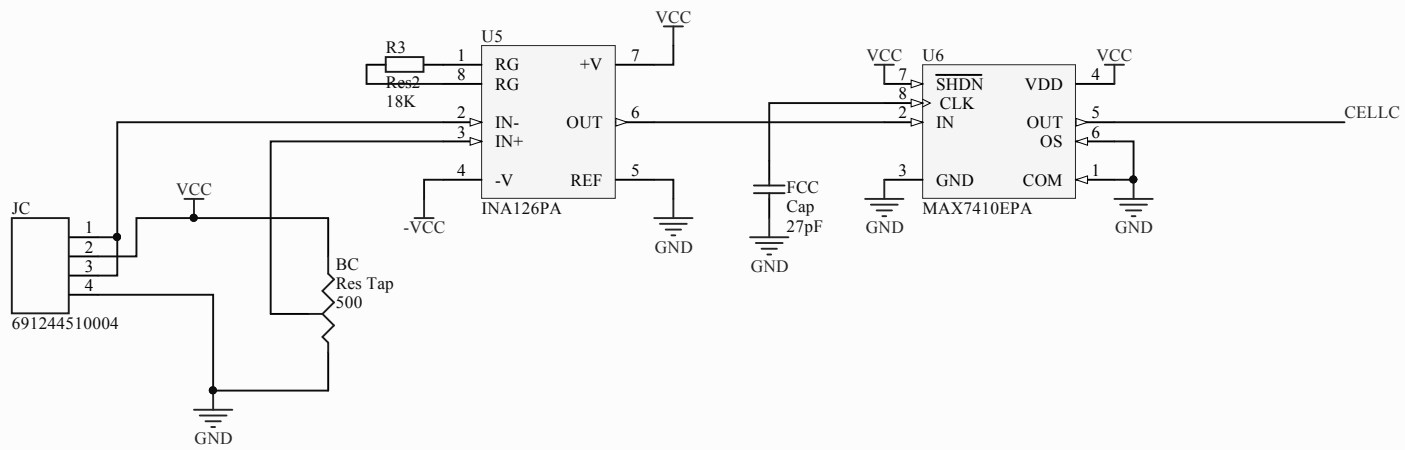 VCC
U5
R3
1
RG
+V
7
8
RG
Res2
18K
2
IN-
OUT
6
3
IN+
4
-V
REF
5
INA126PA
-VCC
GND
VCC
U6
VCC
7
SHDN
VDD
4
8
CLK
2
IN
OUT
5
CELLC
OS
6
3
GND
COM
1
MAX7410EPA
GND
GND
FCC
Cap
27pF
GND
VCC
JC
1
2
3
4
691244510004
BC
Res Tap
500
GND